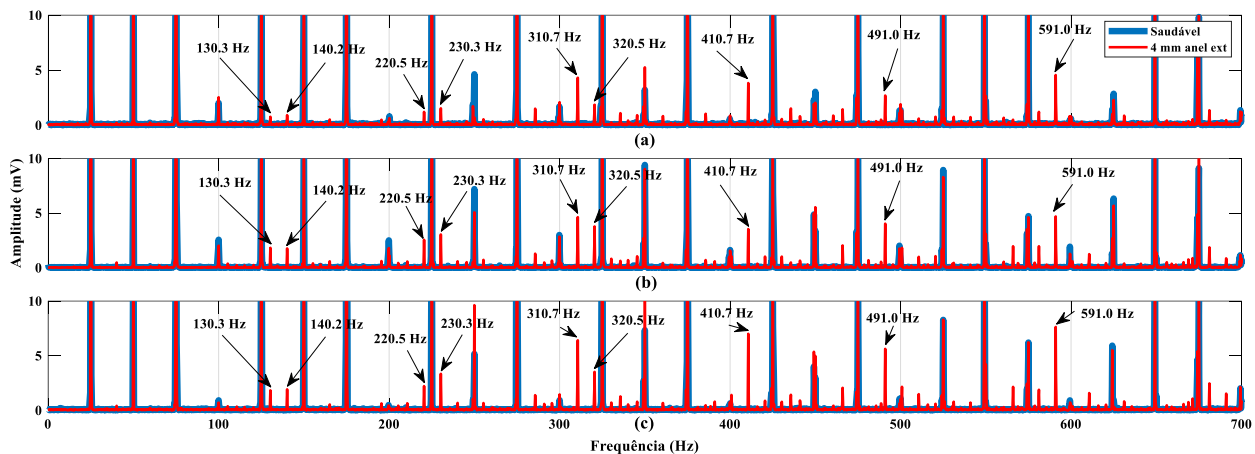 10
5
0
130.3 Hz
140.2 Hz
220.5 Hz
230.3 Hz
310.7 Hz
320.5 Hz
410.7 Hz
491.0 Hz
591.0 Hz
Saudável
4 mm anel ext
(a)
Amplitude (mV)
10
5
0
130.3 Hz
140.2 Hz
220.5 Hz
230.3 Hz
310.7 Hz
320.5 Hz
410.7 Hz
491.0 Hz
591.0 Hz
(b)
10
5
0
130.3 Hz
140.2 Hz
220.5 Hz
230.3 Hz
310.7 Hz
320.5 Hz
410.7 Hz
491.0 Hz
591.0 Hz
(c)
0 100 200 300 400 500 600 700
Frequência (Hz)